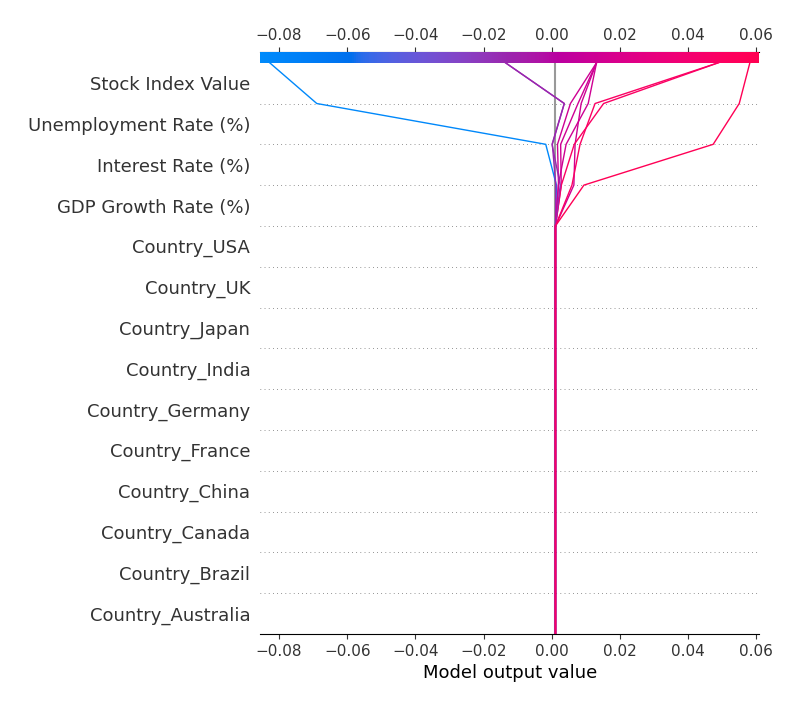 −0.08 −0.06 −0.04 −0.02 0.00 0.02 0.04 0.06
Stock Index Value
Unemployment Rate (%)
Interest Rate (%)
GDP Growth Rate (%)
Country_USA
Country_UK
Country_Japan
Country_India
Country_Germany
Country_France
Country_China
Country_Canada
Country_Brazil
Country_Australia
−0.08 −0.06 −0.04 −0.02 0.00 0.02 0.04 0.06
Model output value